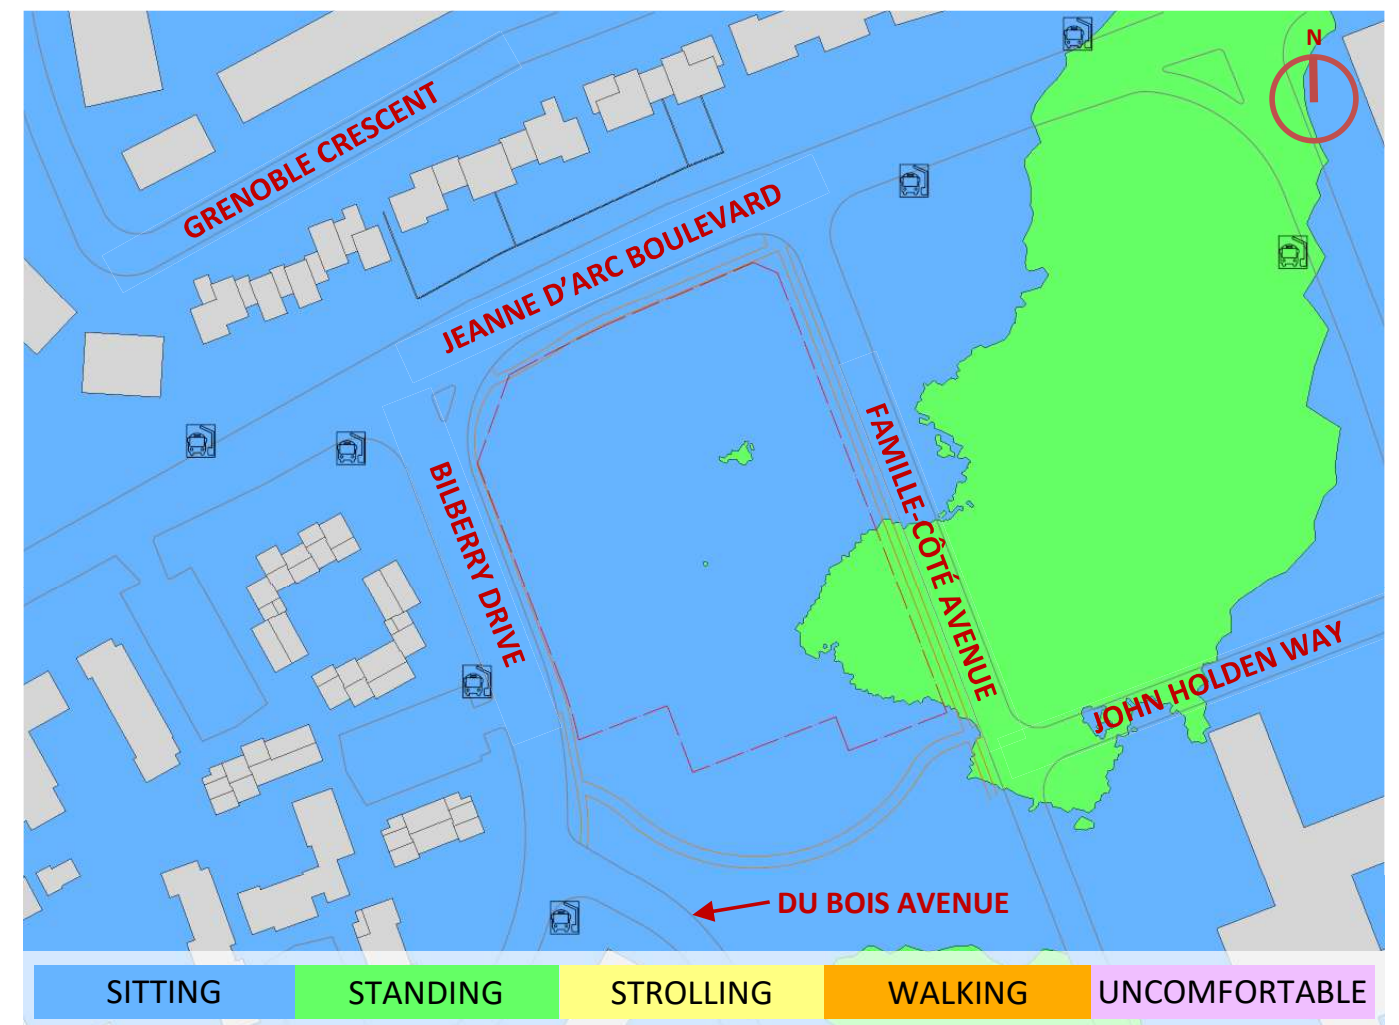 N
GRENOBLE CRESCENT
JEANNE D’ARC BOULEVARD
FAMILLE-CÔTÉ AVENUE
BILBERRY DRIVE
JOHN HOLDEN WAY
DU BOIS AVENUE
SITTING
STANDING
STROLLING
WALKING
UNCOMFORTABLE